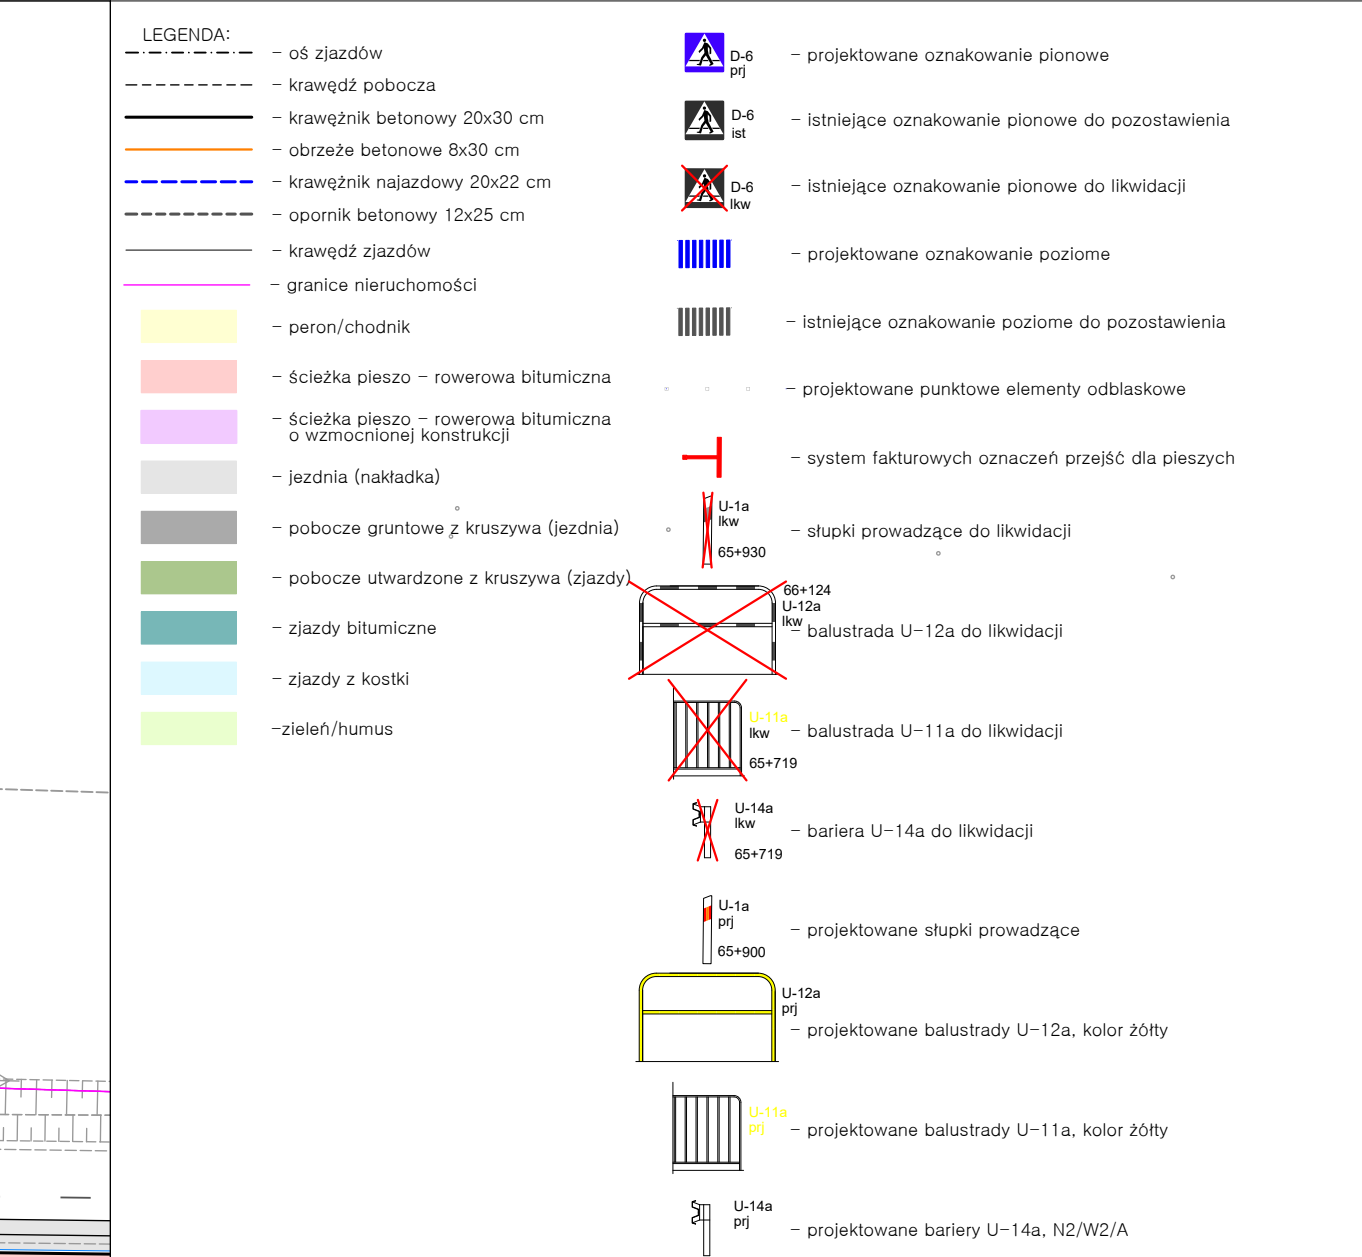 LEGENDA:
- oś zjazdów
- krawędź pobocza
- krawężnik betonowy 20x30 cm
- obrzeże betonowe 8x30 cm
- krawężnik najazdowy 20x22 cm
- opornik betonowy 12x25 cm
- krawędź zjazdów
- granice nieruchomości
- peron/chodnik
- ścieżka pieszo - rowerowa bitumiczna
- ścieżka pieszo - rowerowa bitumiczna
o wzmocnionej konstrukcji
- jezdnia (nakładka)
- pobocze gruntowe z kruszywa (jezdnia)
- pobocze utwardzone z kruszywa (zjazdy)
- zjazdy bitumiczne
- zjazdy z kostki
-zieleń/humus
D-6
prj
- projektowane oznakowanie pionowe
D-6
ist
- istniejące oznakowanie pionowe do pozostawienia
D-6
lkw
- istniejące oznakowanie pionowe do likwidacji
- projektowane oznakowanie poziome
- istniejące oznakowanie poziome do pozostawienia
- projektowane punktowe elementy odblaskowe
- system fakturowych oznaczeń przejść dla pieszych
U-1a
lkw
65+930
- słupki prowadzące do likwidacji
66+124
U-12a
lkw
- balustrada U-12a do likwidacji
U-11a
lkw
65+719
- balustrada U-11a do likwidacji
U-14a
lkw
65+719
- bariera U-14a do likwidacji
U-1a
prj
65+900
- projektowane słupki prowadzące
U-12a
prj
- projektowane balustrady U-12a, kolor żółty
U-11a
prj
- projektowane balustrady U-11a, kolor żółty
U-14a
prj
- projektowane bariery U-14a, N2/W2/A